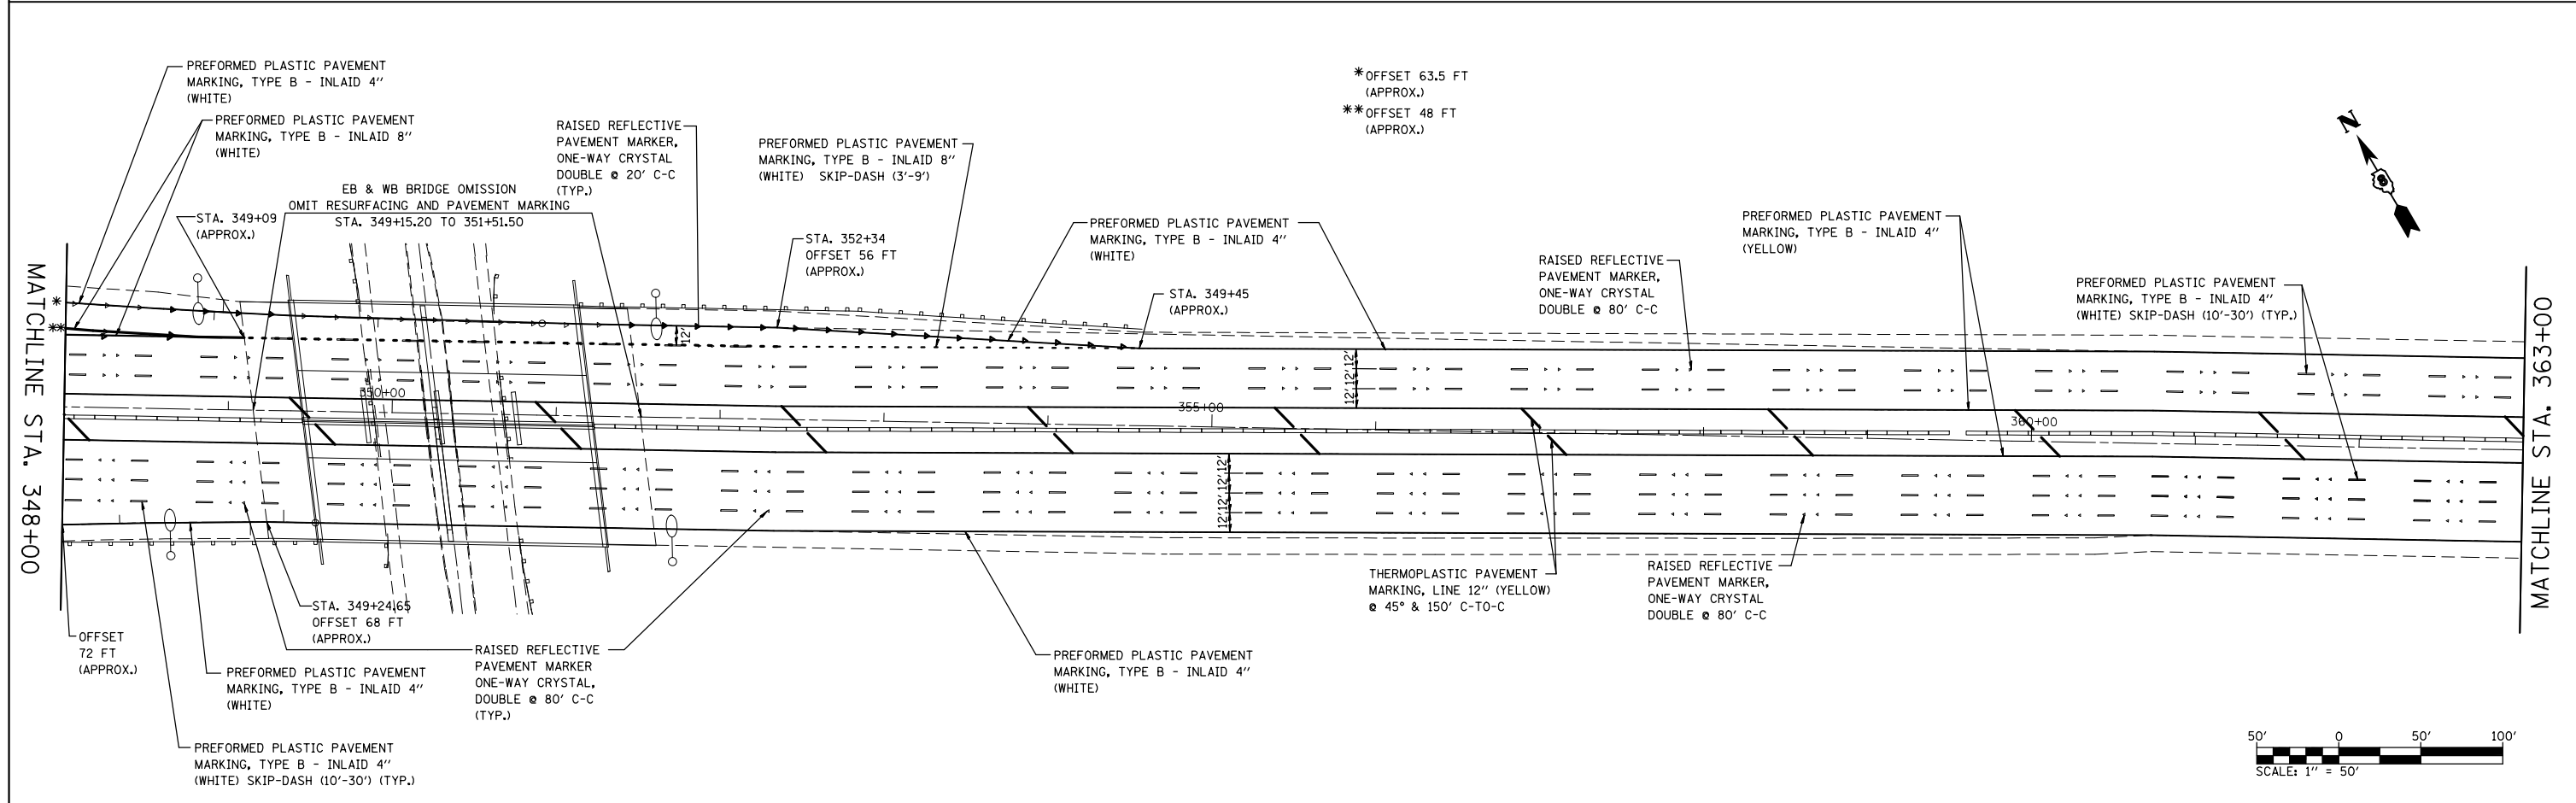 PREFORMED PLASTIC PAVEMENT
MARKING, TYPE B - INLAID 4"
(WHITE)
PREFORMED PLASTIC PAVEMENT
MARKING, TYPE B - INLAID 8"
(WHITE)
EB & WB BRIDGE OMISSION
OMIT RESURFACING AND PAVEMENT MARKING
STA. 349+15.20 TO 351+51.50
STA. 349+09
(APPROX.)
RAISED REFLECTIVE
PAVEMENT MARKER,
ONE-WAY CRYSTAL
DOUBLE @ 20' C-C
(TYP.)
PREFORMED PLASTIC PAVEMENT
MARKING, TYPE B - INLAID 8"
(WHITE) SKIP-DASH (3'-9')
STA. 352+34
OFFSET 56 FT
(APPROX.)
PREFORMED PLASTIC PAVEMENT
MARKING, TYPE B - INLAID 4"
(WHITE)
STA. 349+45
(APPROX.)
*OFFSET 63.5 FT
(APPROX.)
**OFFSET 48 FT
(APPROX.)
RAISED REFLECTIVE
PAVEMENT MARKER,
ONE-WAY CRYSTAL
DOUBLE @ 80' C-C
PREFORMED PLASTIC PAVEMENT
MARKING, TYPE B - INLAID 4"
(YELLOW)
PREFORMED PLASTIC PAVEMENT
MARKING, TYPE B - INLAID 4"
(WHITE) SKIP-DASH (10'-30') (TYP.)
N
MATCHLINE STA. 348+00
*
**
12'
12'12'12'
12'12'12'12'
350+00
355+00
360+00
MATCHLINE STA. 363+00
OFFSET
72 FT
(APPROX.)
STA. 349+24.65
OFFSET 68 FT
(APPROX.)
PREFORMED PLASTIC PAVEMENT
MARKING, TYPE B - INLAID 4"
(WHITE)
PREFORMED PLASTIC PAVEMENT
MARKING, TYPE B - INLAID 4"
(WHITE) SKIP-DASH (10'-30') (TYP.)
RAISED REFLECTIVE
PAVEMENT MARKER
ONE-WAY CRYSTAL,
DOUBLE @ 80' C-C
(TYP.)
PREFORMED PLASTIC PAVEMENT
MARKING, TYPE B - INLAID 4"
(WHITE)
THERMOPLASTIC PAVEMENT
MARKING, LINE 12" (YELLOW)
@ 45° & 150' C-TO-C
RAISED REFLECTIVE
PAVEMENT MARKER,
ONE-WAY CRYSTAL
DOUBLE @ 80' C-C
50' 0 50' 100'
SCALE: 1" = 50'